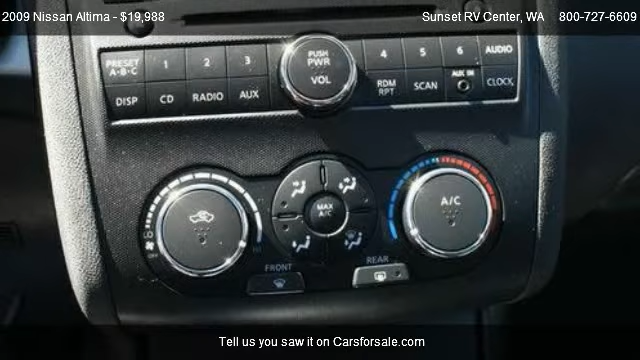 2009 Nissan Altima - $19,988
Sunset RV Center, WA 800-727-6609
PRESET A·B·C 1 2 3 PUSH PWR VOL 4 5 6 AUDIO
DISP CD RADIO AUX RDM RPT SCAN AUX IN CLOCK
MAX A/C
A/C
FRONT
REAR
Tell us you saw it on Carsforsale.com